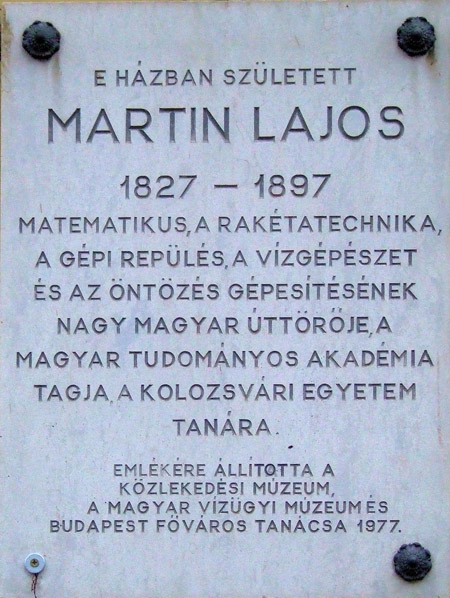 E HÁZBAN SZÜLETETT
MARTIN LAJOS
1827 – 1897
MATEMATIKUS, A RAKÉTATECHNIKA,
A GÉPI REPÜLÉS, A VÍZGÉPÉSZET
ÉS AZ ÖNTÖZÉS GÉPESÍTÉSÉNEK
NAGY MAGYAR ÚTTÖRŐJE, A
MAGYAR TUDOMÁNYOS AKADÉMIA
TAGJA, A KOLOZSVÁRI EGYETEM
TANÁRA.
EMLÉKÉRE ÁLLÍTOTTA A
KÖZLEKEDÉSI MÚZEUM,
A MAGYAR VÍZÜGYI MÚZEUM ÉS
BUDAPEST FŐVÁROS TANÁCSA 1977.